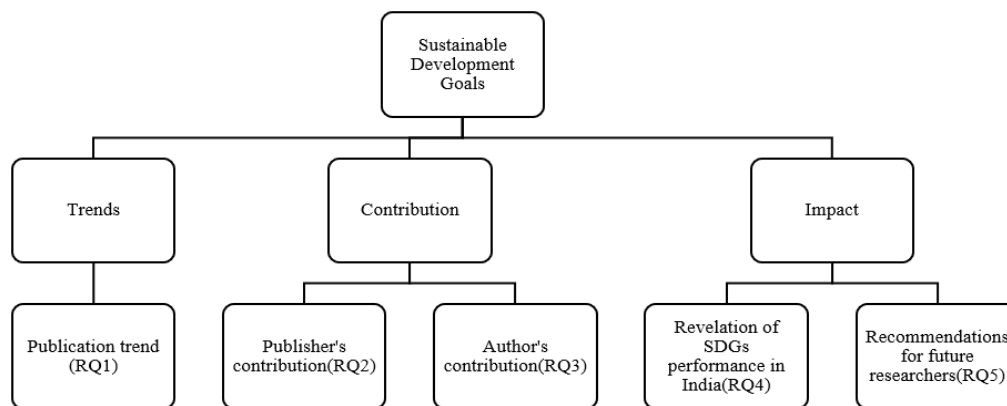 Sustainable
Development
Goals
Trends
Contribution
Impact
Publication trend
(RQ1)
Publisher's
contribution(RQ2)
Author's
contribution(RQ3)
Revelation of
SDGs
performance in
India(RQ4)
Recommendations
for future
researchers(RQ5)